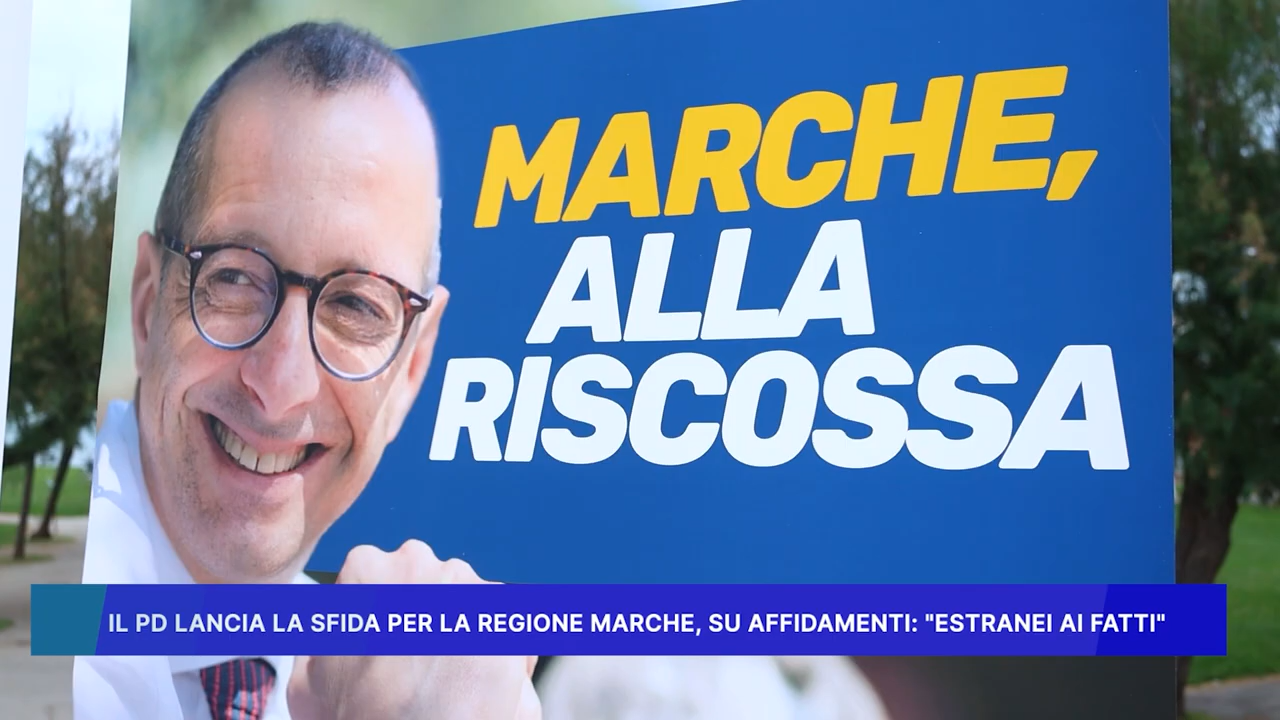 MARCHE,
ALLA
RISCOSSA
IL PD LANCIA LA SFIDA PER LA REGIONE MARCHE, SU AFFIDAMENTI: "ESTRANEI AI FATTI"